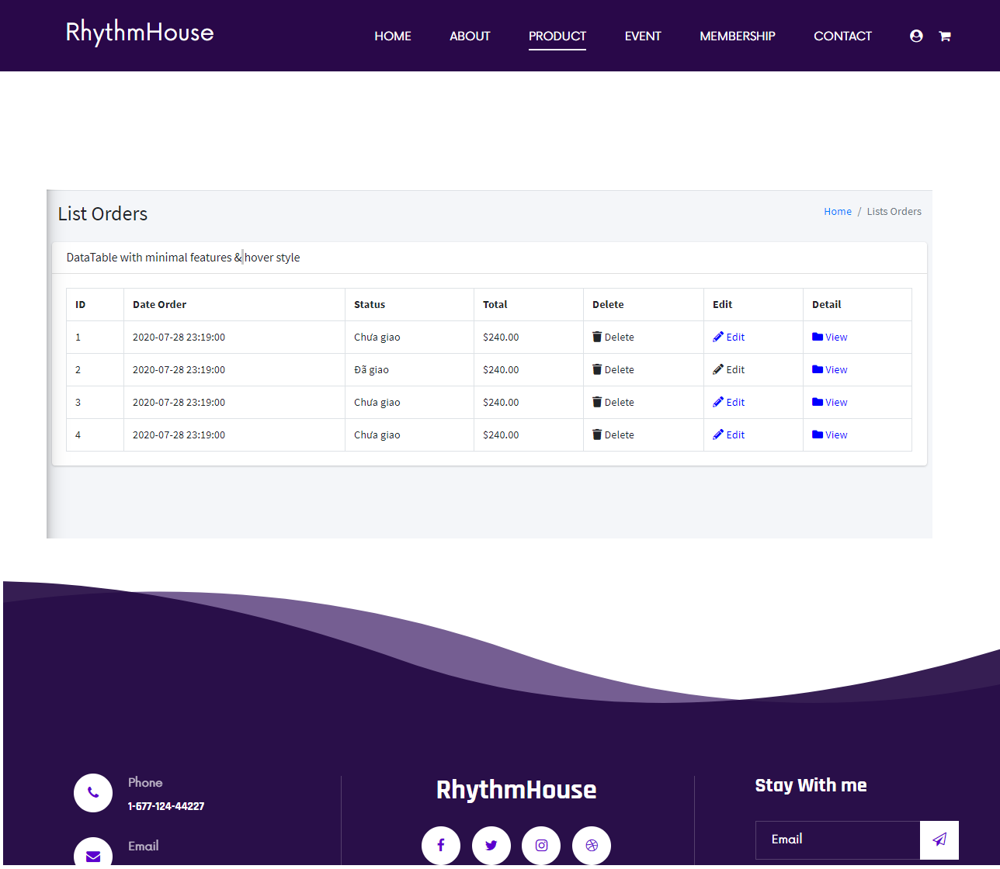 RhythmHouse
HOME ABOUT PRODUCT EVENT MEMBERSHIP CONTACT
List Orders
Home / Lists Orders
DataTable with minimal features & hover style
ID Date Order Status Total Delete Edit Detail
1 2020-07-28 23:19:00 Chưa giao $240.00 Delete Edit View
2 2020-07-28 23:19:00 Đã giao $240.00 Delete Edit View
3 2020-07-28 23:19:00 Chưa giao $240.00 Delete Edit View
4 2020-07-28 23:19:00 Chưa giao $240.00 Delete Edit View
Phone
1-677-124-44227
Email
RhythmHouse
Stay With me
Email